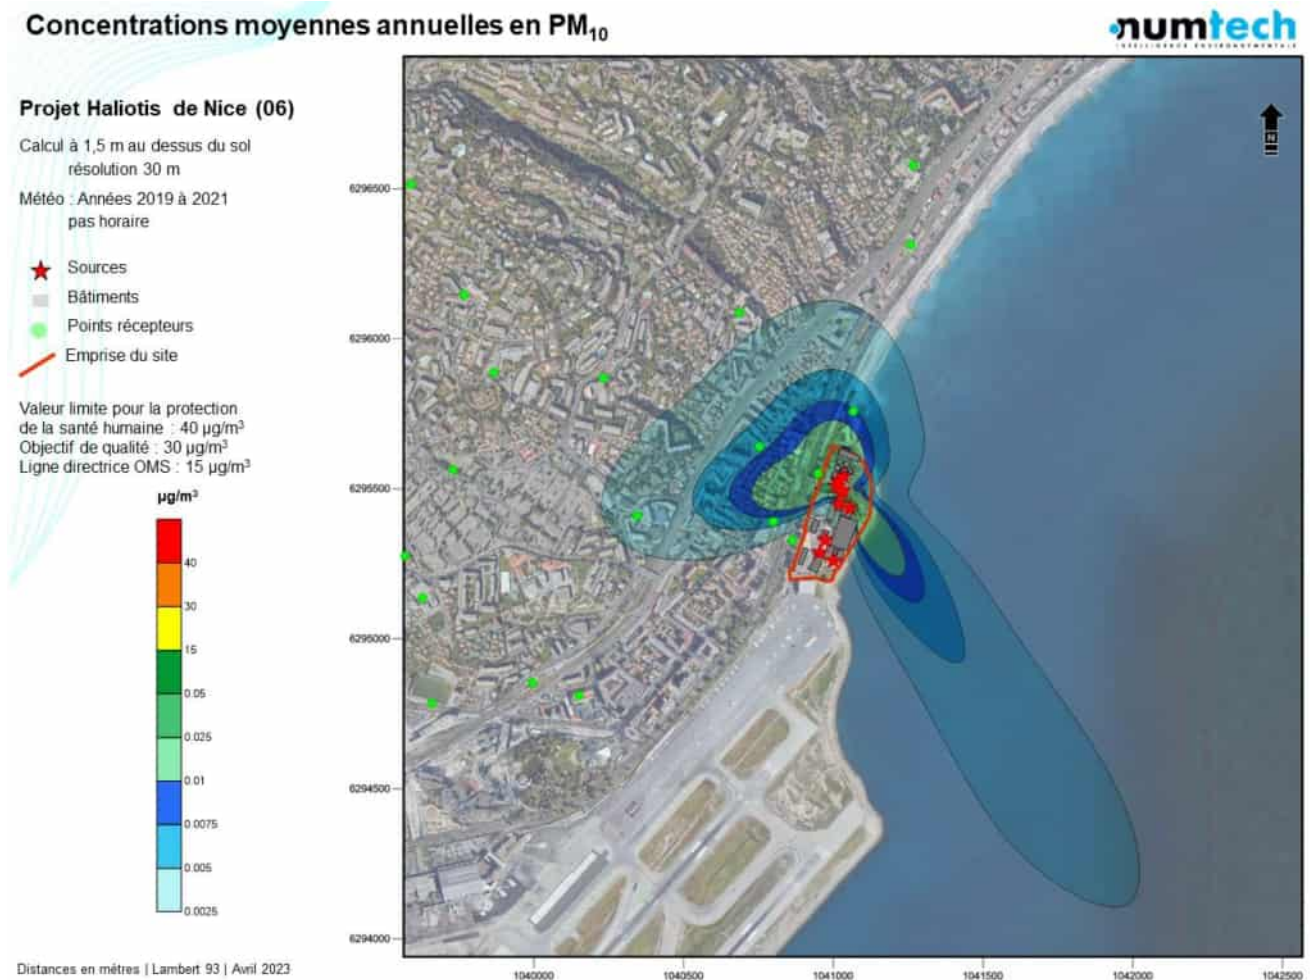 Concentrations moyennes annuelles en PM10
numtech
INTELLIGENCE ENVIRONNEMENTALE
Projet Haliotis de Nice (06)
Calcul à 1,5 m au dessus du sol
résolution 30 m
Météo : Années 2019 à 2021
pas horaire
Sources
Bâtiments
Points récepteurs
Emprise du site
Valeur limite pour la protection
de la santé humaine : 40 µg/m³
Objectif de qualité : 30 µg/m³
Ligne directrice OMS : 15 µg/m³
µg/m³
40
30
15
0.05
0.025
0.01
0.0075
0.005
0.0025
N
6296500
6296000
6295500
6295000
6294500
6294000
1040000
1040500
1041000
1041500
1042000
1042500
Distances en mètres | Lambert 93 | Avril 2023